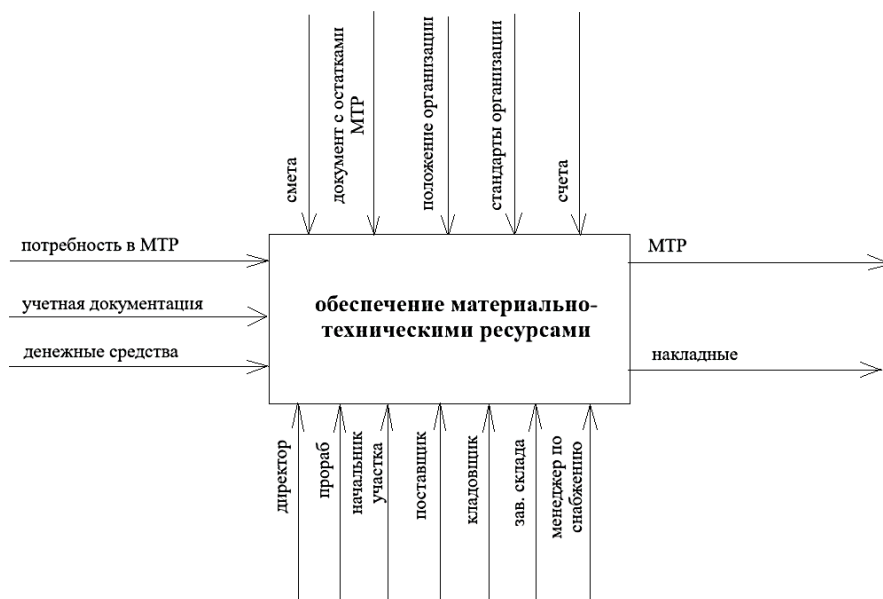 смета
документ с остатками
МТР
положение организации
стандарты организации
счета
потребность в МТР
учетная документация
денежные средства
обеспечение материально-
техническими ресурсами
МТР
накладные
директор
прораб
начальник
участка
поставщик
кладовщик
зав. склада
менеджер по
снабжению